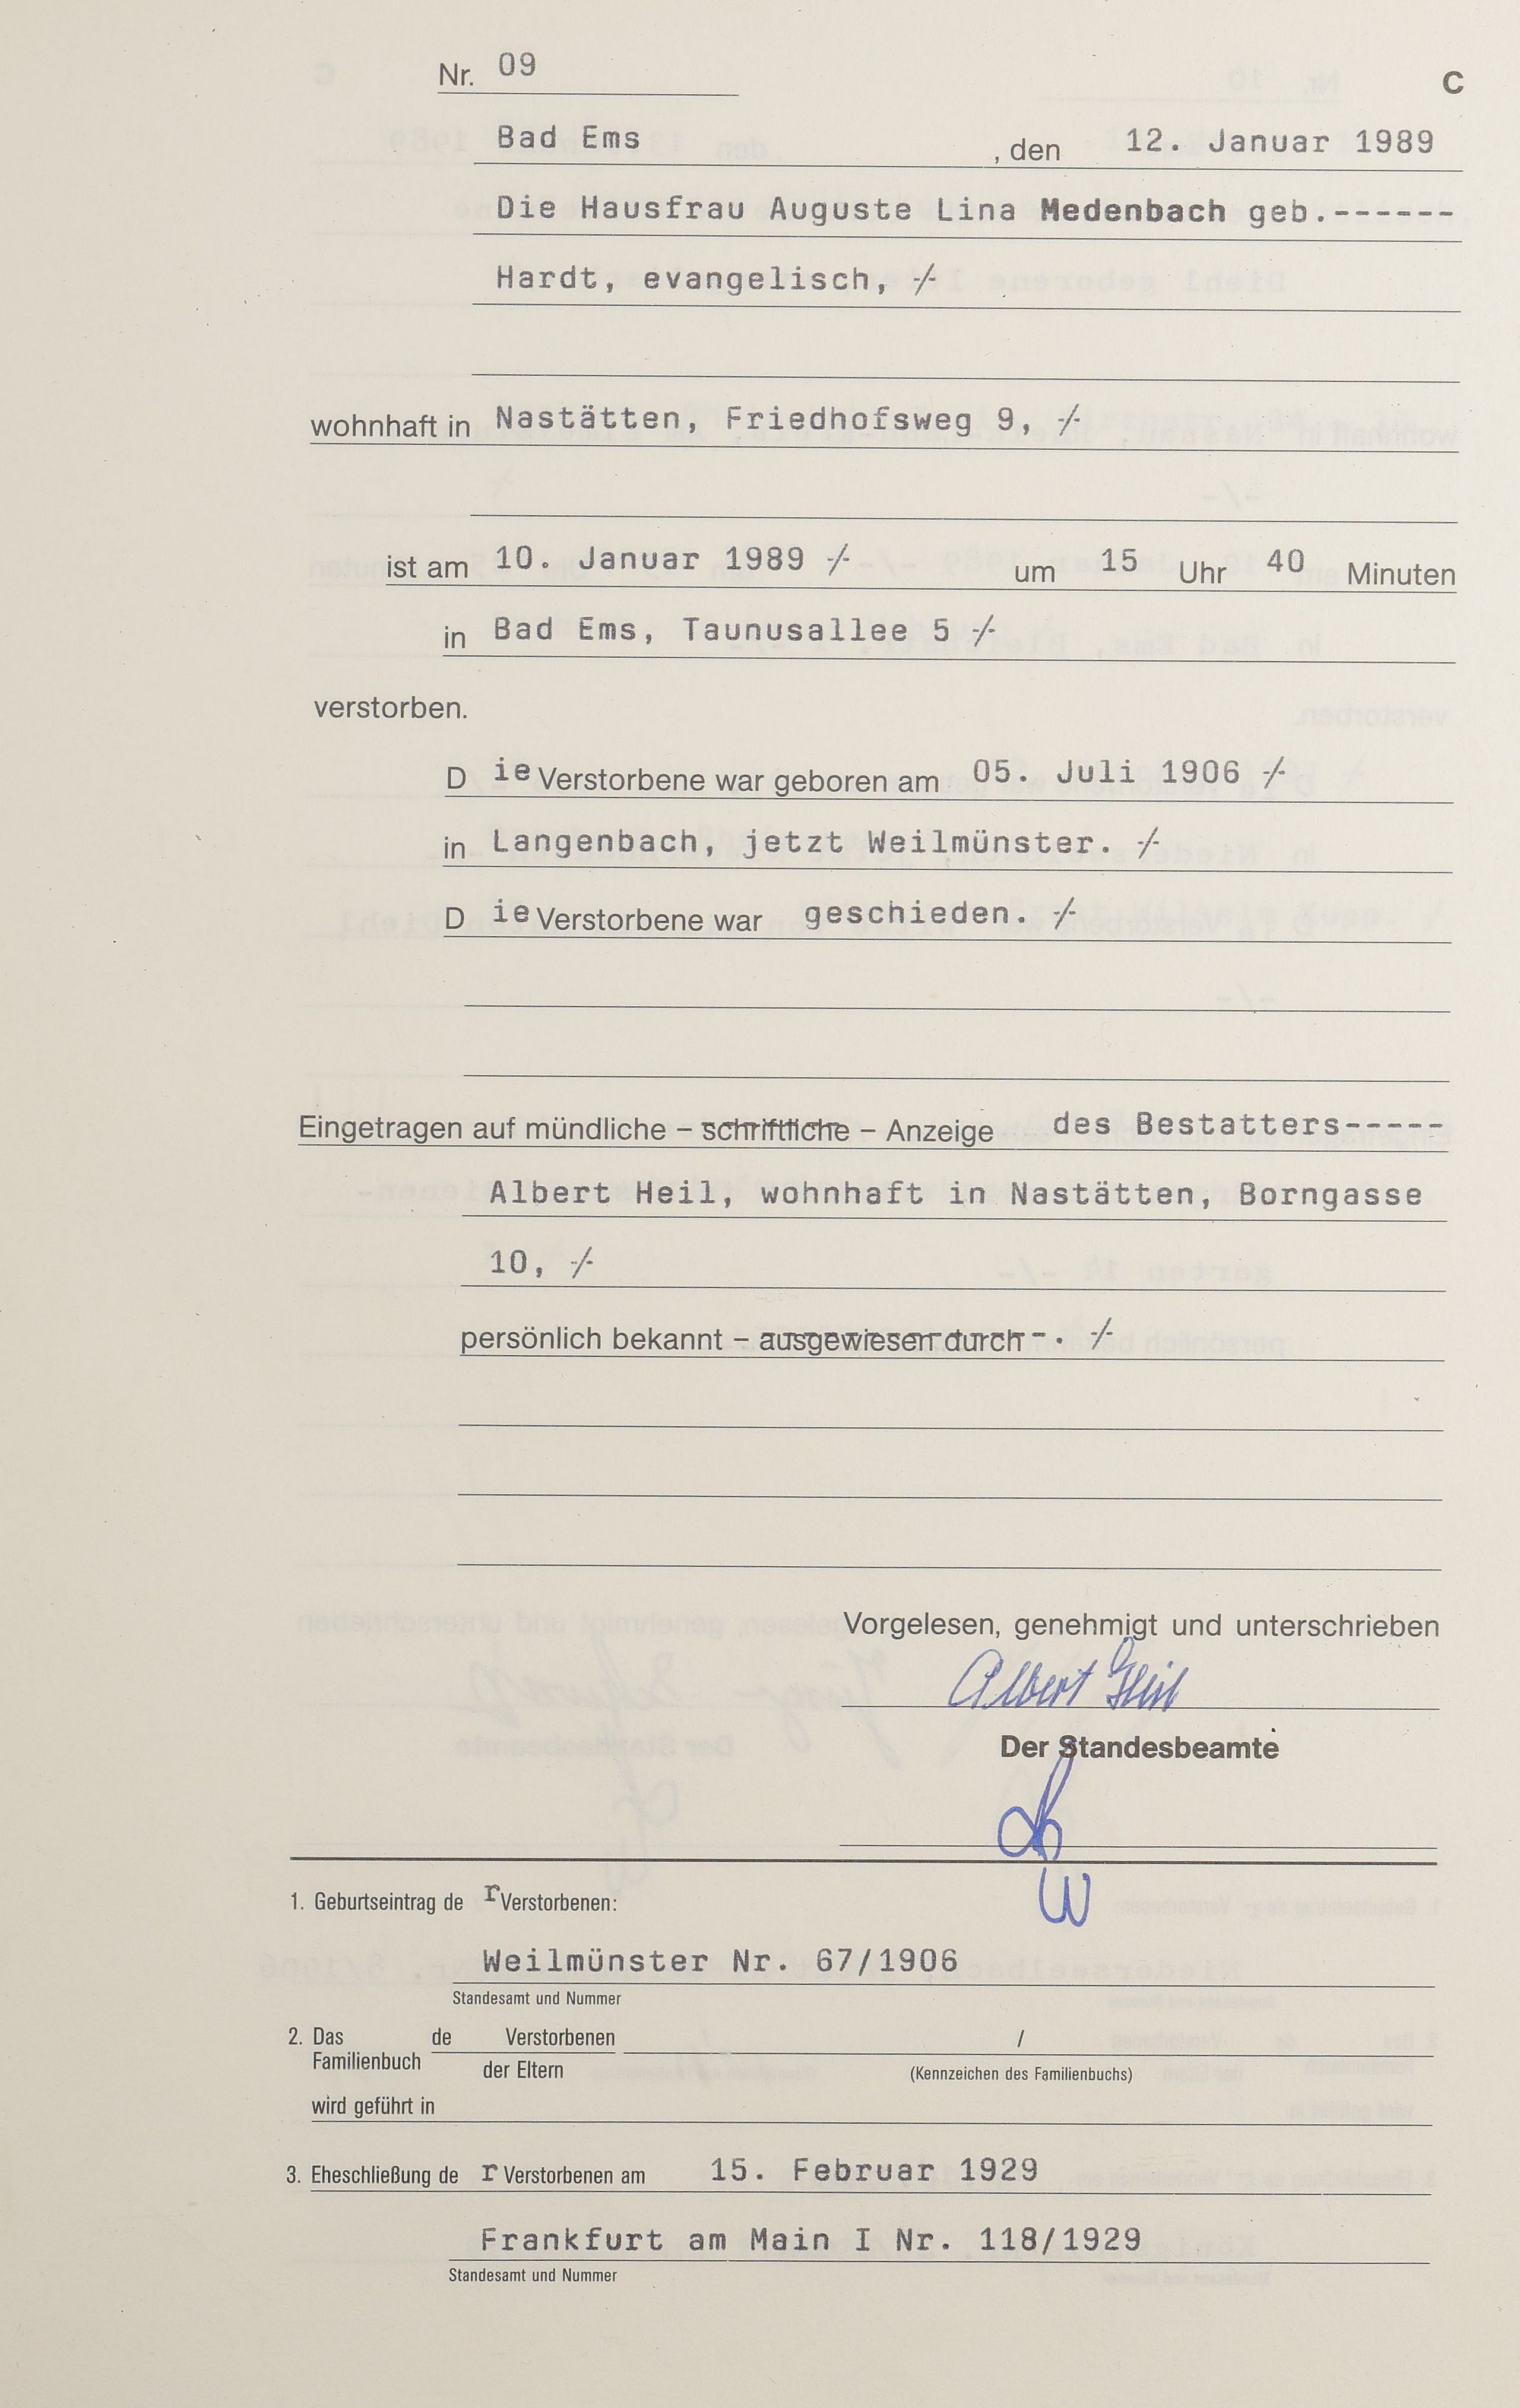 Nr. 09
C
Bad Ems , den 12. Januar 1989
Die Hausfrau Auguste Lina Medenbach geb.------
Hardt, evangelisch, -/-
wohnhaft in Nastätten, Friedhofsweg 9, -/-
ist am 10. Januar 1989 -/- um 15 Uhr 40 Minuten
in Bad Ems, Taunusallee 5 -/-
verstorben.
D ie Verstorbene war geboren am 05. Juli 1906 -/-
in Langenbach, jetzt Weilmünster. -/-
D ie Verstorbene war geschieden. -/-
Eingetragen auf mündliche – schriftliche – Anzeige des Bestatters-----
Albert Heil, wohnhaft in Nastätten, Borngasse
10, -/-
persönlich bekannt – ausgewiesen durch - . -/-
Vorgelesen, genehmigt und unterschrieben
Albert Heil
Der Standesbeamte
1. Geburtseintrag de r Verstorbenen:
Weilmünster Nr. 67/1906
Standesamt und Nummer
2. Das de Verstorbenen /
Familienbuch der Eltern (Kennzeichen des Familienbuchs)
wird geführt in
3. Eheschließung de r Verstorbenen am 15. Februar 1929
Frankfurt am Main I Nr. 118/1929
Standesamt und Nummer